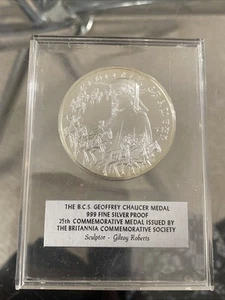 THE B.C.S. GEOFFREY CHAUCER MEDAL
.999 FINE SILVER PROOF
25th COMMEMORATIVE MEDAL ISSUED BY
THE BRITANNIA COMMEMORATIVE SOCIETY
Sculptor - Gilroy Roberts